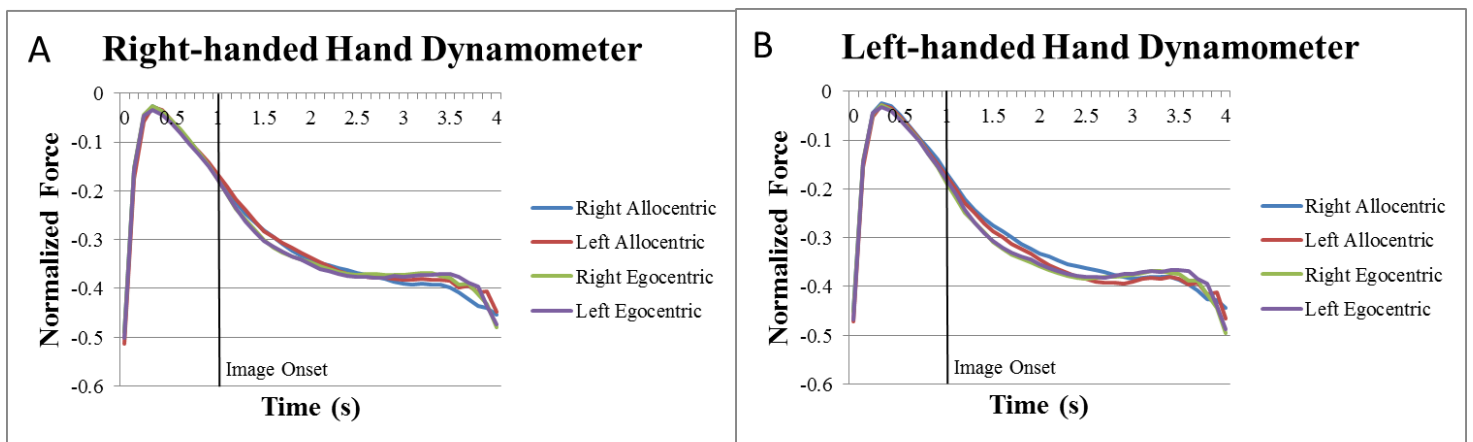 A
Right-handed Hand Dynamometer
Normalized Force
0
-0.1
-0.2
-0.3
-0.4
-0.5
-0.6
0 0.5 1 1.5 2 2.5 3 3.5 4
Image Onset
Time (s)
Right Allocentric
Left Allocentric
Right Egocentric
Left Egocentric
B
Left-handed Hand Dynamometer
Normalized Force
0
-0.1
-0.2
-0.3
-0.4
-0.5
-0.6
0 0.5 1 1.5 2 2.5 3 3.5 4
Image Onset
Time (s)
Right Allocentric
Left Allocentric
Right Egocentric
Left Egocentric